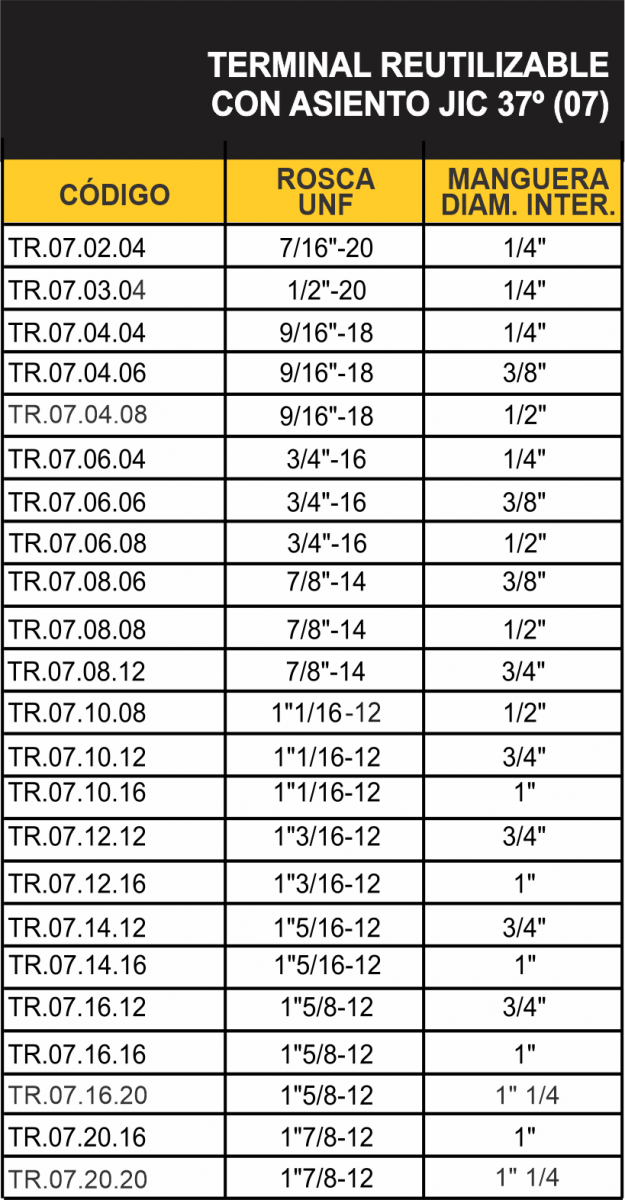 TERMINAL REUTILIZABLE
CON ASIENTO JIC 37º (07)
CÓDIGO ROSCA UNF MANGUERA DIAM. INTER.
TR.07.02.04 7/16"-20 1/4"
TR.07.03.04 1/2"-20 1/4"
TR.07.04.04 9/16"-18 1/4"
TR.07.04.06 9/16"-18 3/8"
TR.07.04.08 9/16"-18 1/2"
TR.07.06.04 3/4"-16 1/4"
TR.07.06.06 3/4"-16 3/8"
TR.07.06.08 3/4"-16 1/2"
TR.07.08.06 7/8"-14 3/8"
TR.07.08.08 7/8"-14 1/2"
TR.07.08.12 7/8"-14 3/4"
TR.07.10.08 1"1/16-12 1/2"
TR.07.10.12 1"1/16-12 3/4"
TR.07.10.16 1"1/16-12 1"
TR.07.12.12 1"3/16-12 3/4"
TR.07.12.16 1"3/16-12 1"
TR.07.14.12 1"5/16-12 3/4"
TR.07.14.16 1"5/16-12 1"
TR.07.16.12 1"5/8-12 3/4"
TR.07.16.16 1"5/8-12 1"
TR.07.16.20 1"5/8-12 1" 1/4
TR.07.20.16 1"7/8-12 1"
TR.07.20.20 1"7/8-12 1" 1/4